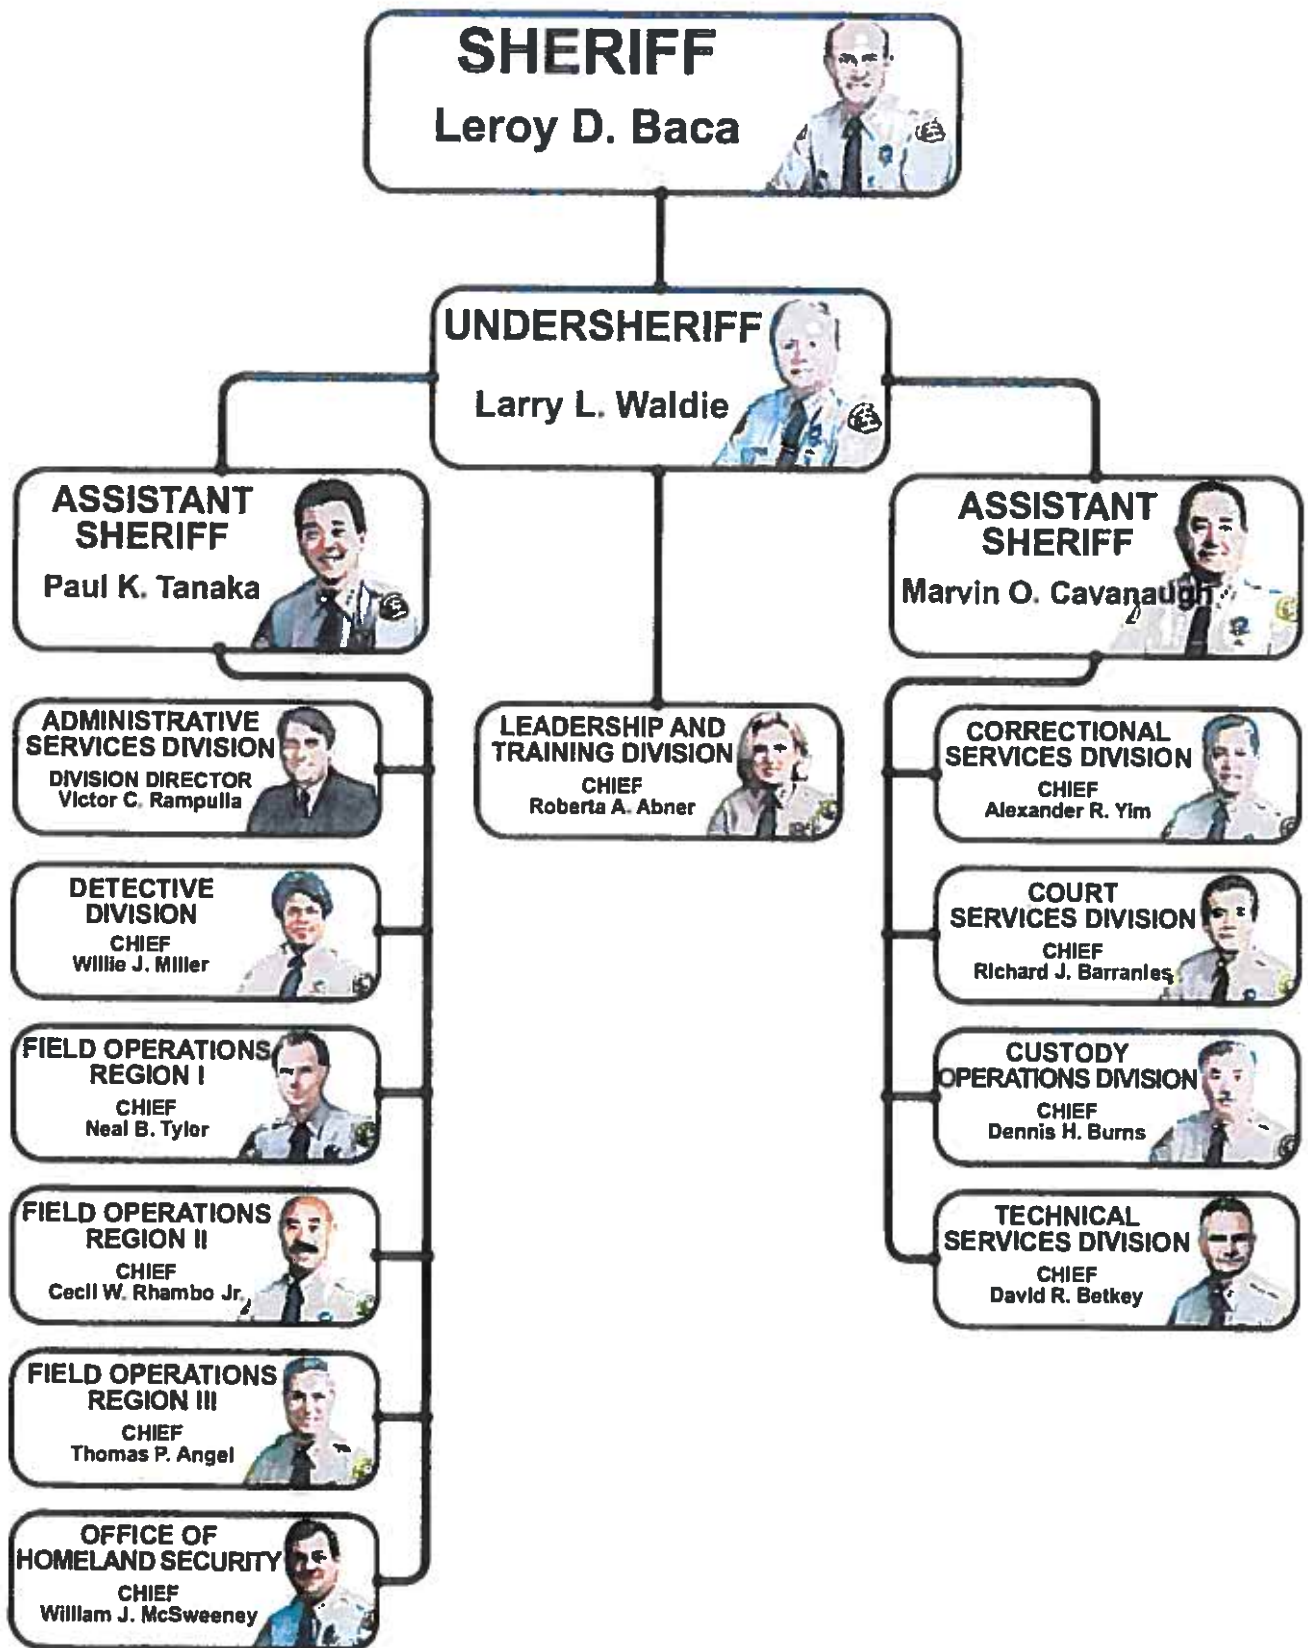 SHERIFF
Leroy D. Baca
UNDERSHERIFF
Larry L. Waldie
ASSISTANT
SHERIFF
Paul K. Tanaka
ASSISTANT
SHERIFF
Marvin O. Cavanaugh
ADMINISTRATIVE
SERVICES DIVISION
DIVISION DIRECTOR
Victor C. Rampulla
DETECTIVE
DIVISION
CHIEF
Willie J. Miller
FIELD OPERATIONS
REGION I
CHIEF
Neal B. Tyler
FIELD OPERATIONS
REGION II
CHIEF
Cecil W. Rhambo Jr.
FIELD OPERATIONS
REGION III
CHIEF
Thomas P. Angel
OFFICE OF
HOMELAND SECURITY
CHIEF
William J. McSweeney
LEADERSHIP AND
TRAINING DIVISION
CHIEF
Roberta A. Abner
CORRECTIONAL
SERVICES DIVISION
CHIEF
Alexander R. Yim
COURT
SERVICES DIVISION
CHIEF
Richard J. Barrantes
CUSTODY
OPERATIONS DIVISION
CHIEF
Dennis H. Burns
TECHNICAL
SERVICES DIVISION
CHIEF
David R. Betkey